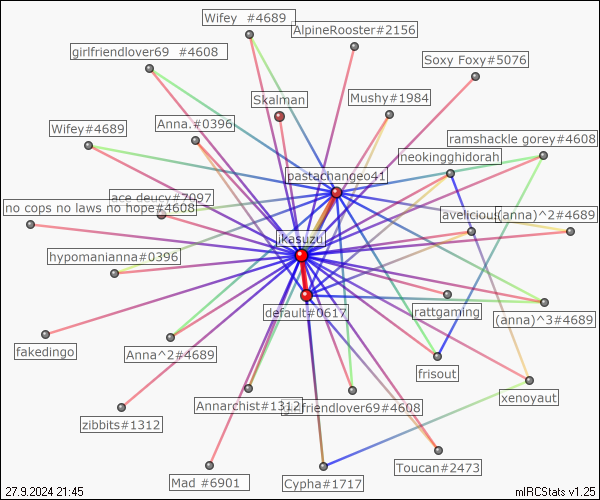 Wifey  #4689
AlpineRooster#2156
girlfriendlover69  #4608
Soxy Foxy#5076
Skalman
Mushy#1984
Wifey#4689
Anna.#0396
ramshackle gorey#4608
neokingghidorah
pastachangeo41
ace deucy#7097
no cops no laws no hope#4608
avelicious
(anna)^2#4689
ikasuzu
hypomanianna#0396
default#0617
rattgaming
(anna)^3#4689
fakedingo
Anna^2#4689
frisout
xenoyaut
Annarchist#1312
girlfriendlover69#4608
zibbits#1312
Toucan#2473
Mad #6901
Cypha#1717
27.9.2024 21:45
mIRCStats v1.25